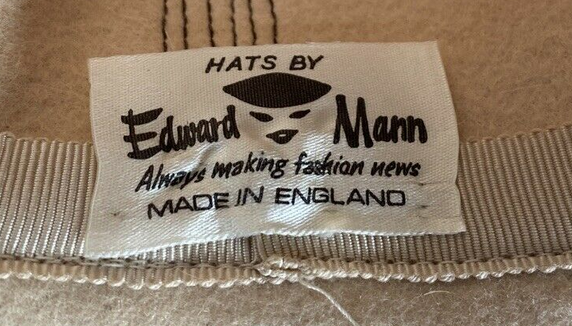 HATS BY
Edward Mann
Always making fashion news
MADE IN ENGLAND